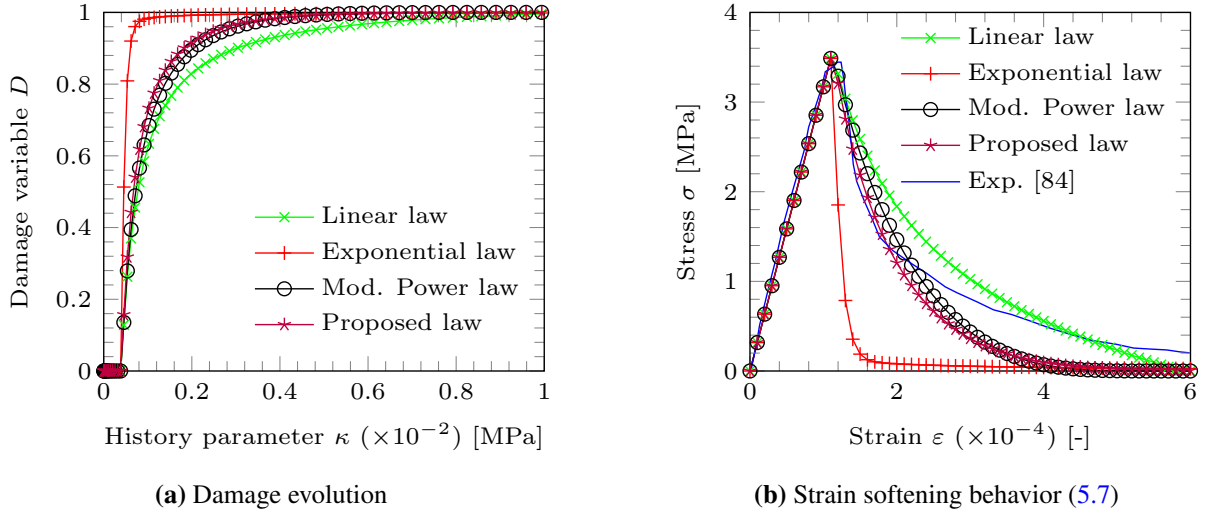 1
0.8
0.6
0.4
0.2
0
0
0.2
0.4
0.6
0.8
1
Damage variable D
History parameter κ (×10⁻²) [MPa]
Linear law
Exponential law
Mod. Power law
Proposed law
(a) Damage evolution
4
3
2
1
0
0
2
4
6
Stress σ [MPa]
Strain ε (×10⁻⁴) [-]
Linear law
Exponential law
Mod. Power law
Proposed law
Exp. [84]
(b) Strain softening behavior (5.7)